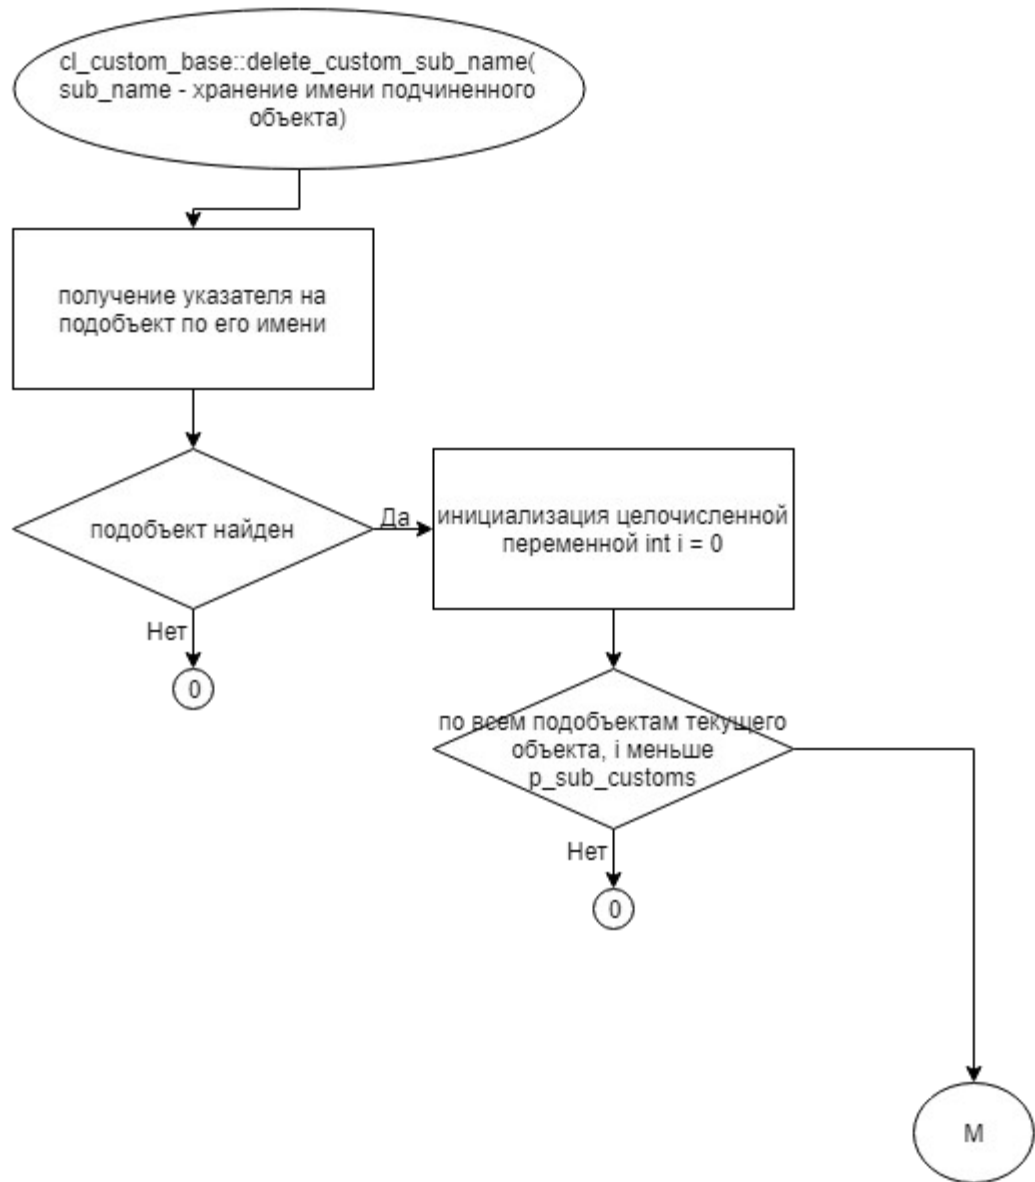 cl_custom_base::delete_custom_sub_name(
sub_name - хранение имени подчиненного
объекта)
получение указателя на
подобъект по его имени
подобъект найден
Да
инициализация целочисленной
переменной int i = 0
Нет
0
по всем подобъектам текущего
объекта, i меньше
p_sub_customs
Нет
0
М